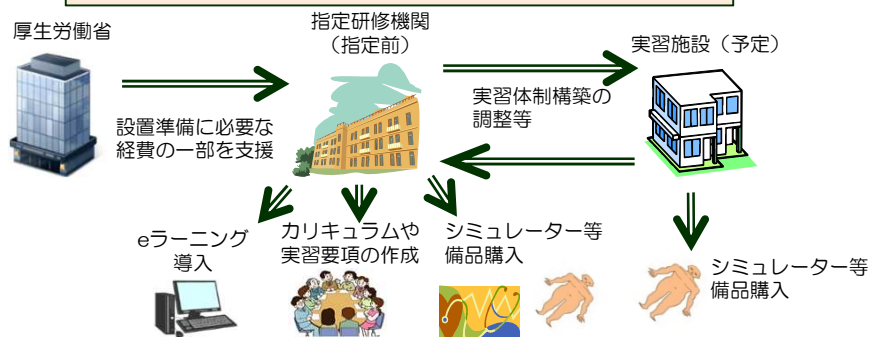 厚生労働省
指定研修機関
（指定前）
実習施設（予定）
設置準備に必要な
経費の一部を支援
実習体制構築の
調整等
eラーニング
導入
カリキュラムや
実習要項の作成
シミュレーター等
備品購入
シミュレーター等
備品購入